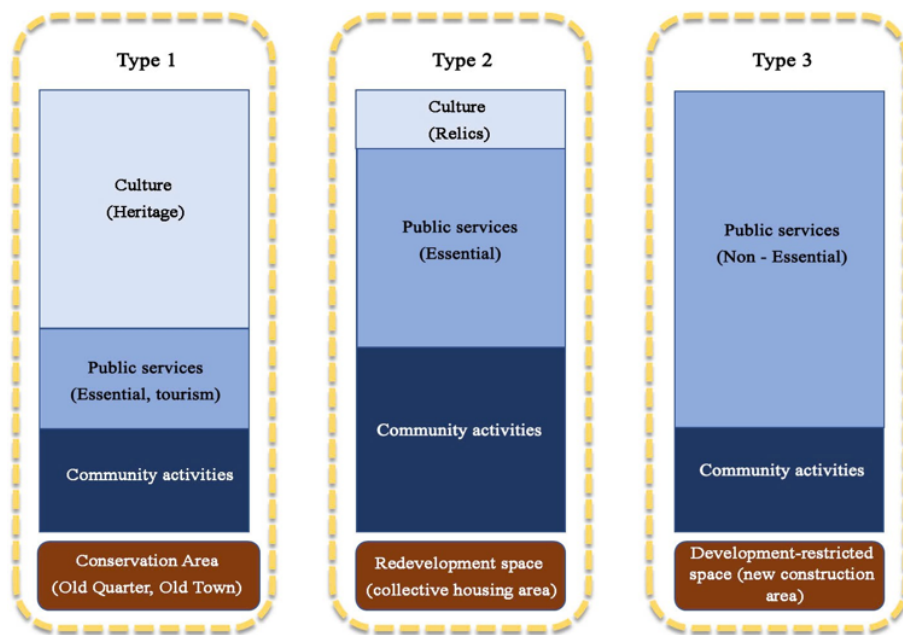 Type 1
Culture
(Heritage)
Public services
(Essential, tourism)
Community activities
Conservation Area
(Old Quarter, Old Town)
Type 2
Culture
(Relics)
Public services
(Essential)
Community activities
Redevelopment space
(collective housing area)
Type 3
Public services
(Non - Essential)
Community activities
Development-restricted
space (new construction
area)